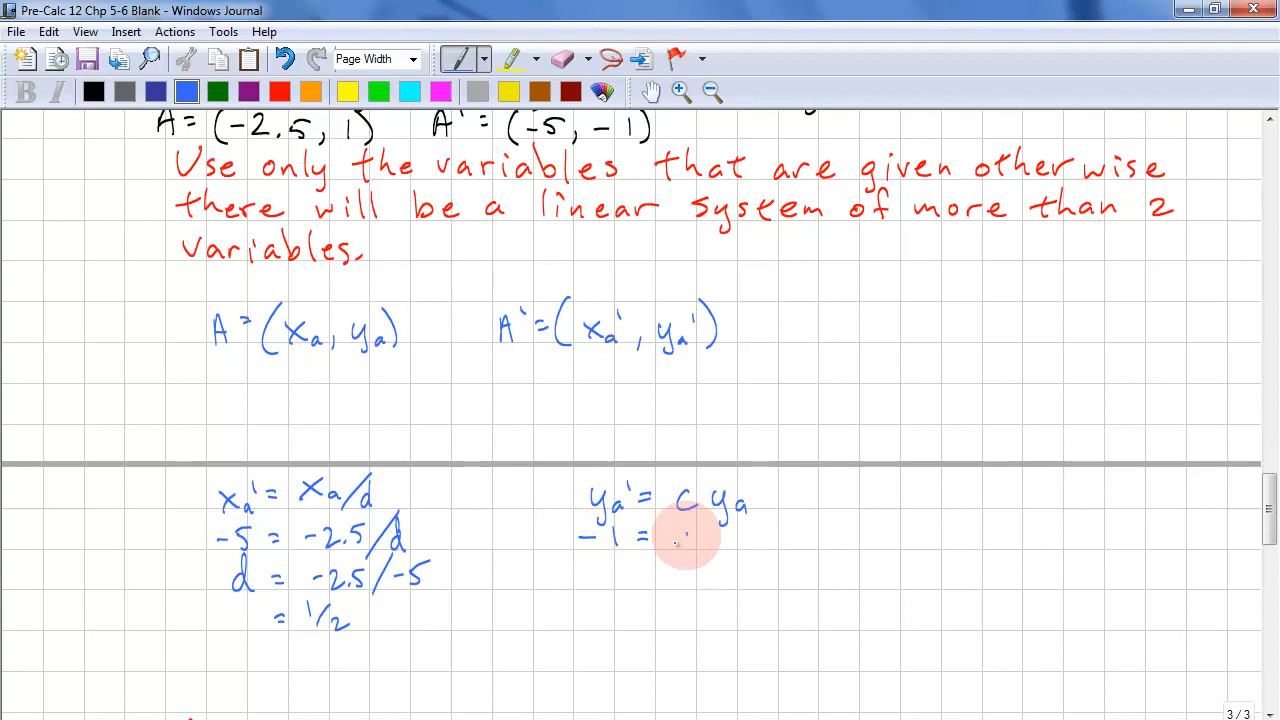 Pre-Calc 12 Chp 5-6 Blank - Windows Journal
File Edit View Insert Actions Tools Help
Page Width
B I
A = (-2.5, 1) A' = (-5, -1)
Use only the variables that are given otherwise
there will be a linear system of more than 2
variables.
A = (xₐ, yₐ) A' = (xₐ', yₐ')
xₐ' = xₐ/d yₐ' = c yₐ
-5 = -2.5/d -1 =
d = -2.5/-5
= 1/2
3/3